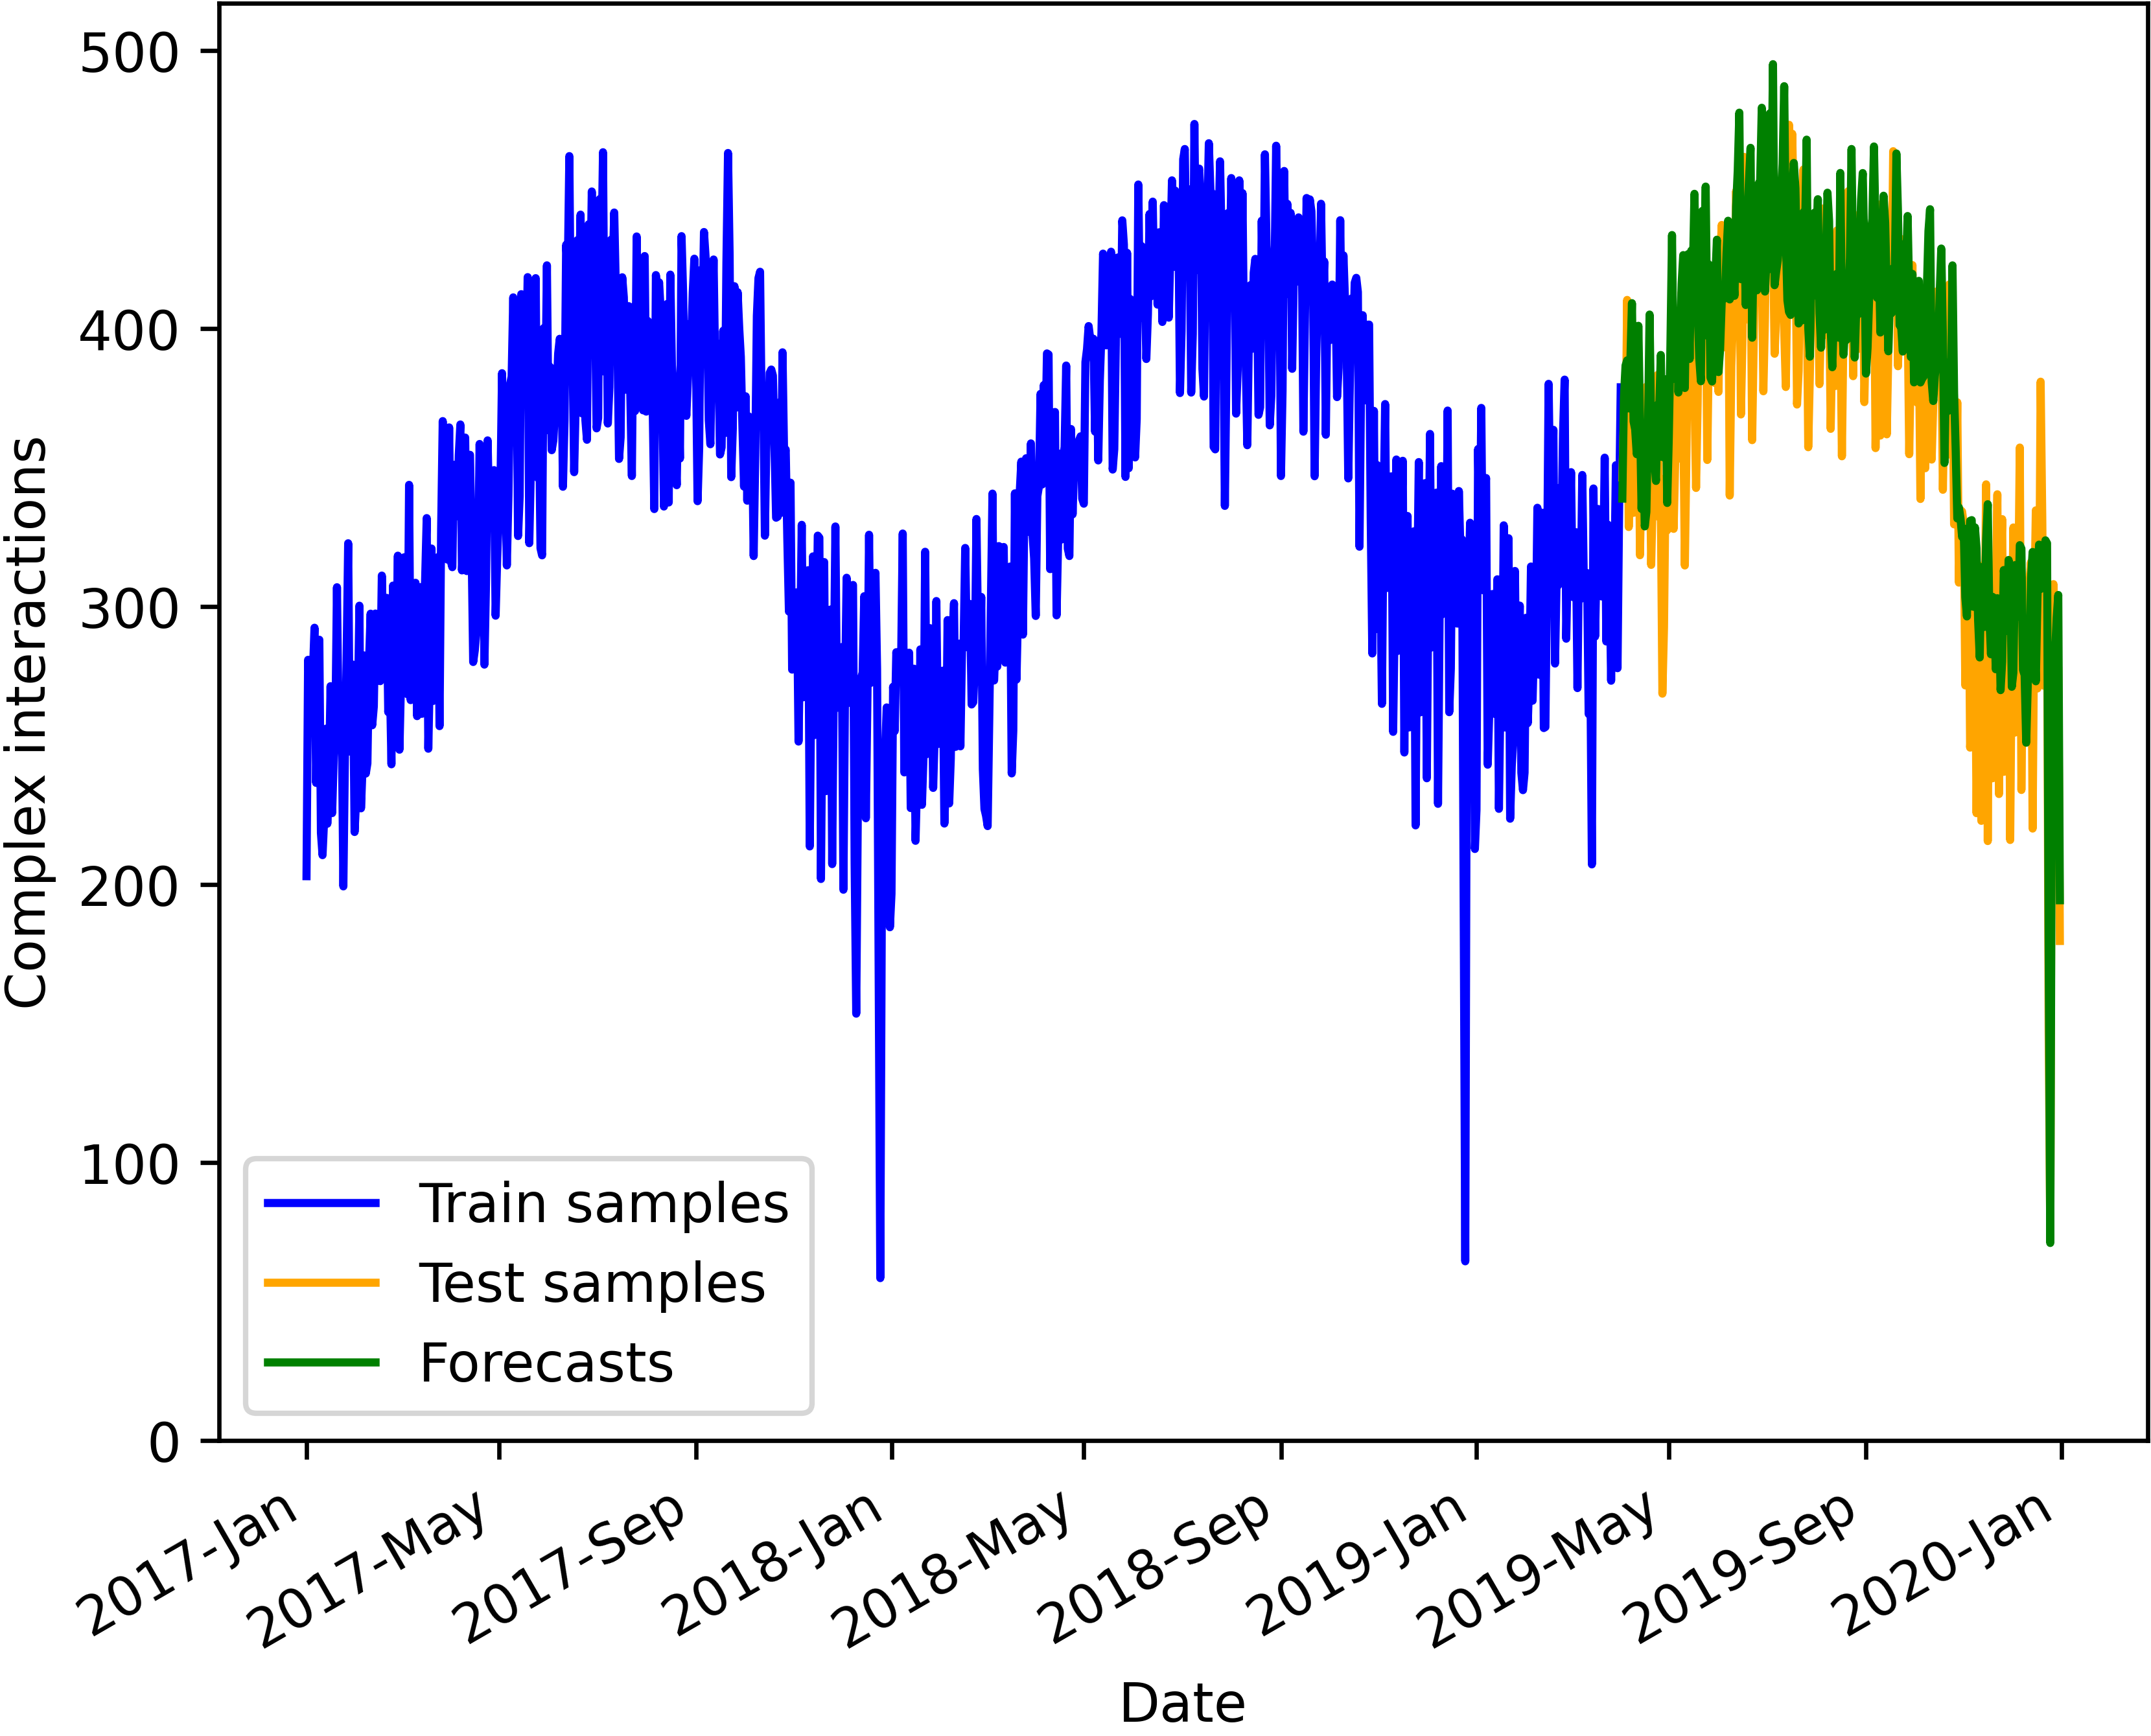 Complex interactions
500
400
300
200
100
0
Train samples
Test samples
Forecasts
2017-Jan
2017-May
2017-Sep
2018-Jan
2018-May
2018-Sep
2019-Jan
2019-May
2019-Sep
2020-Jan
Date